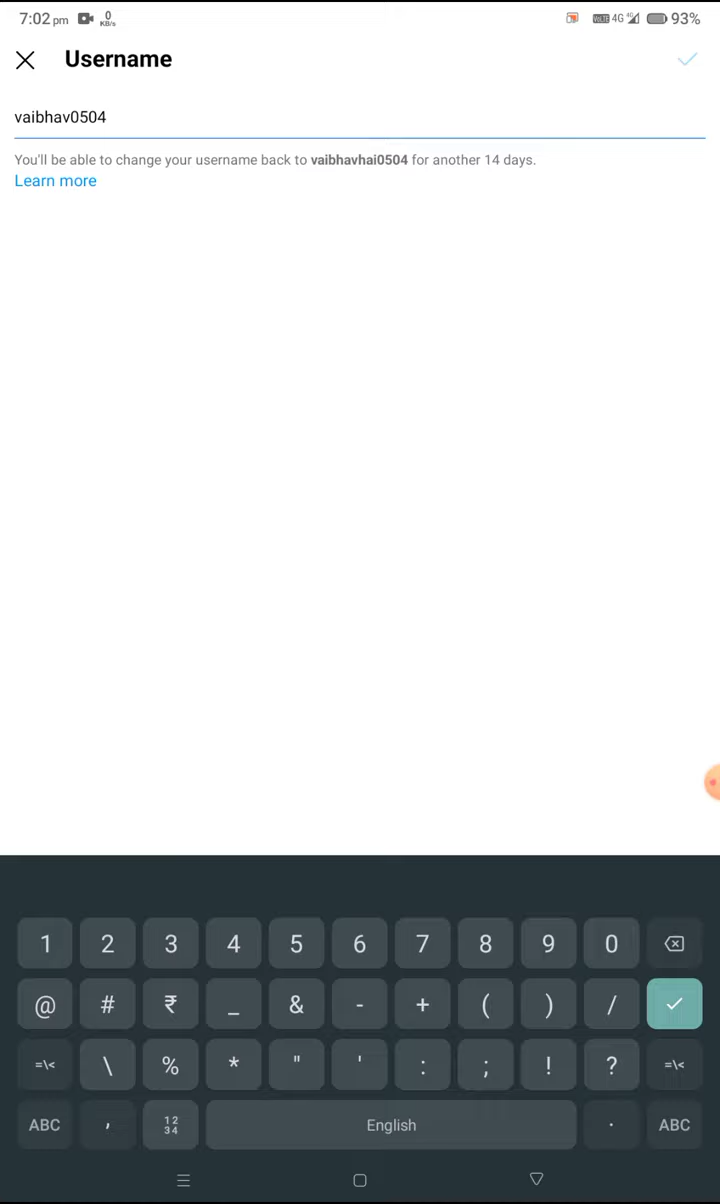 7:02 pm 0 KB/s VoLTE 4G 93%
Username
vaibhav0504
You'll be able to change your username back to vaibhavhai0504 for another 14 days.
Learn more
1 2 3 4 5 6 7 8 9 0
@ # ₹ _ & - + ( ) /
=\< \ % * " ' : ; ! ? =\<
ABC , 12 34 English . ABC